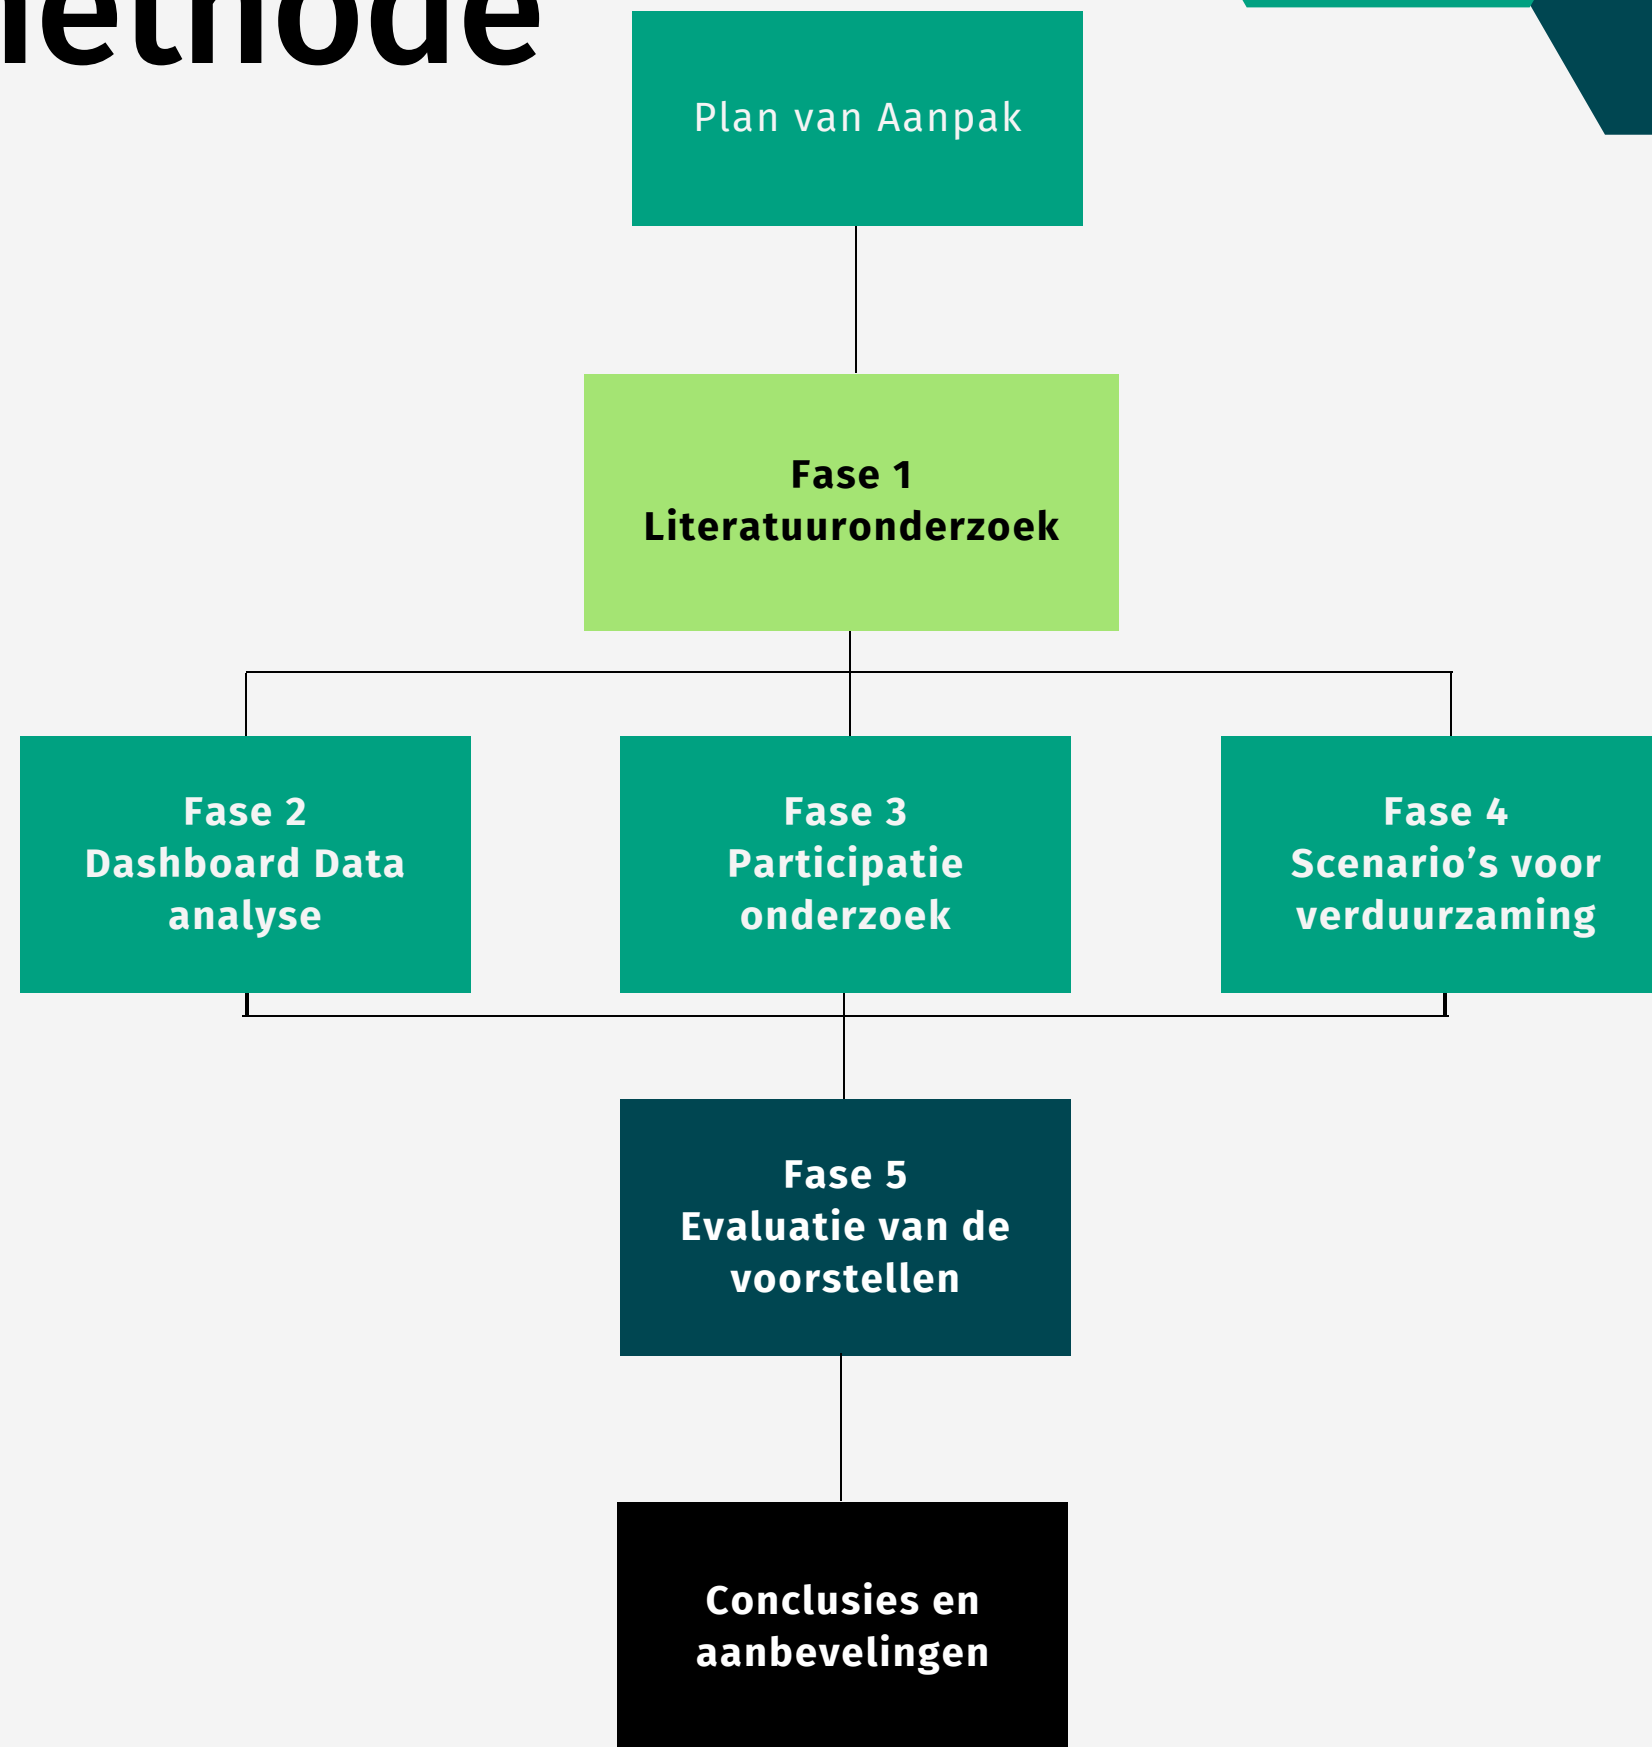 methode
Plan van Aanpak
Fase 1
Literatuuronderzoek
Fase 2
Dashboard Data
analyse
Fase 3
Participatie
onderzoek
Fase 4
Scenario’s voor
verduurzaming
Fase 5
Evaluatie van de
voorstellen
Conclusies en
aanbevelingen